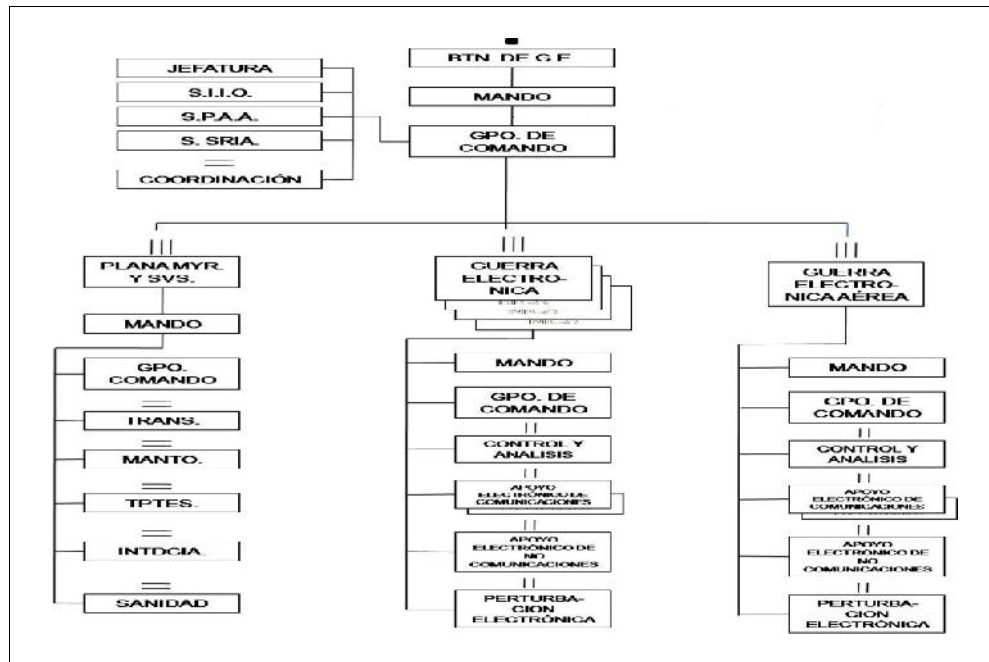 BTN. DE G.E.
JEFATURA
S.I.I.O.
MANDO
S.P.A.A.
S. SRIA.
GPO. DE
COMANDO
COORDINACIÓN
PLANA MYR.
Y SVS.
MANDO
GPO.
COMANDO
TRANS.
MANTO.
TPTES.
INTDCIA.
SANIDAD
GUERRA
ELECTRO-
NICA
MANDO
GPO. DE
COMANDO
CONTROL Y
ANALISIS
APOYO
ELECTRÓNICO DE
COMUNICACIONES
APOYO
ELECTRÓNICO DE
NO
COMUNICACIONES
PERTURBA-
CION
ELECTRÓNICA
GUERRA
ELECTRO-
NICA AÉREA
MANDO
GPO. DE
COMANDO
CONTROL Y
ANALISIS
APOYO
ELECTRÓNICO DE
COMUNICACIONES
APOYO
ELECTRÓNICO DE
NO
COMUNICACIONES
PERTURBA-
CION
ELECTRÓNICA